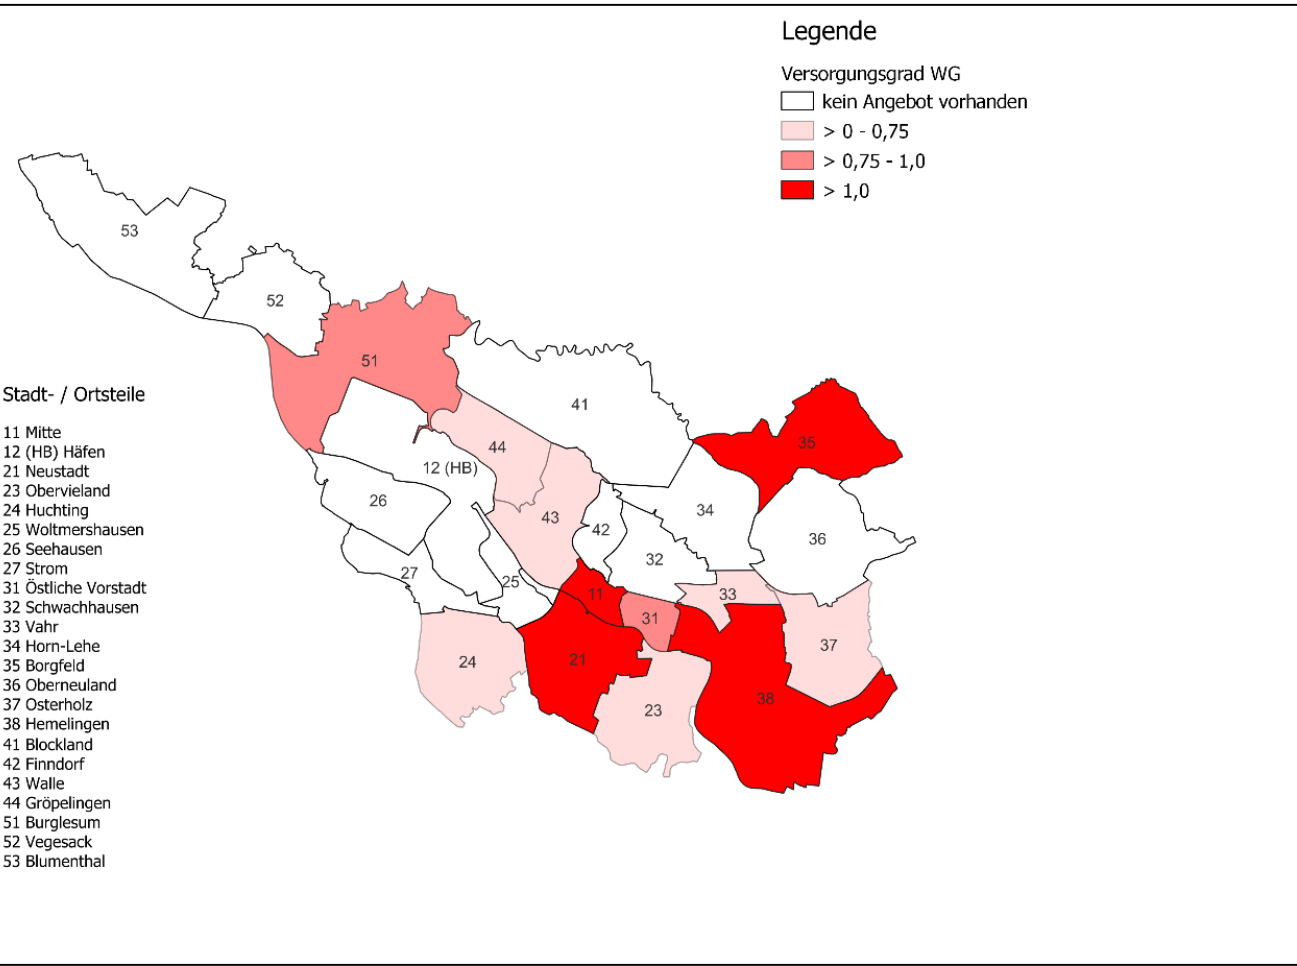 Legende
Versorgungsgrad WG
kein Angebot vorhanden
> 0 - 0,75
> 0,75 - 1,0
> 1,0
53
52
51
41
35
44
12 (HB)
26
43
42
34
32
36
27
25
11
33
31
24
21
37
38
23
Stadt- / Ortsteile
11 Mitte
12 (HB) Häfen
21 Neustadt
23 Obervieland
24 Huchting
25 Woltmershausen
26 Seehausen
27 Strom
31 Östliche Vorstadt
32 Schwachhausen
33 Vahr
34 Horn-Lehe
35 Borgfeld
36 Oberneuland
37 Osterholz
38 Hemelingen
41 Blockland
42 Finndorf
43 Walle
44 Gröpelingen
51 Burglesum
52 Vegesack
53 Blumenthal